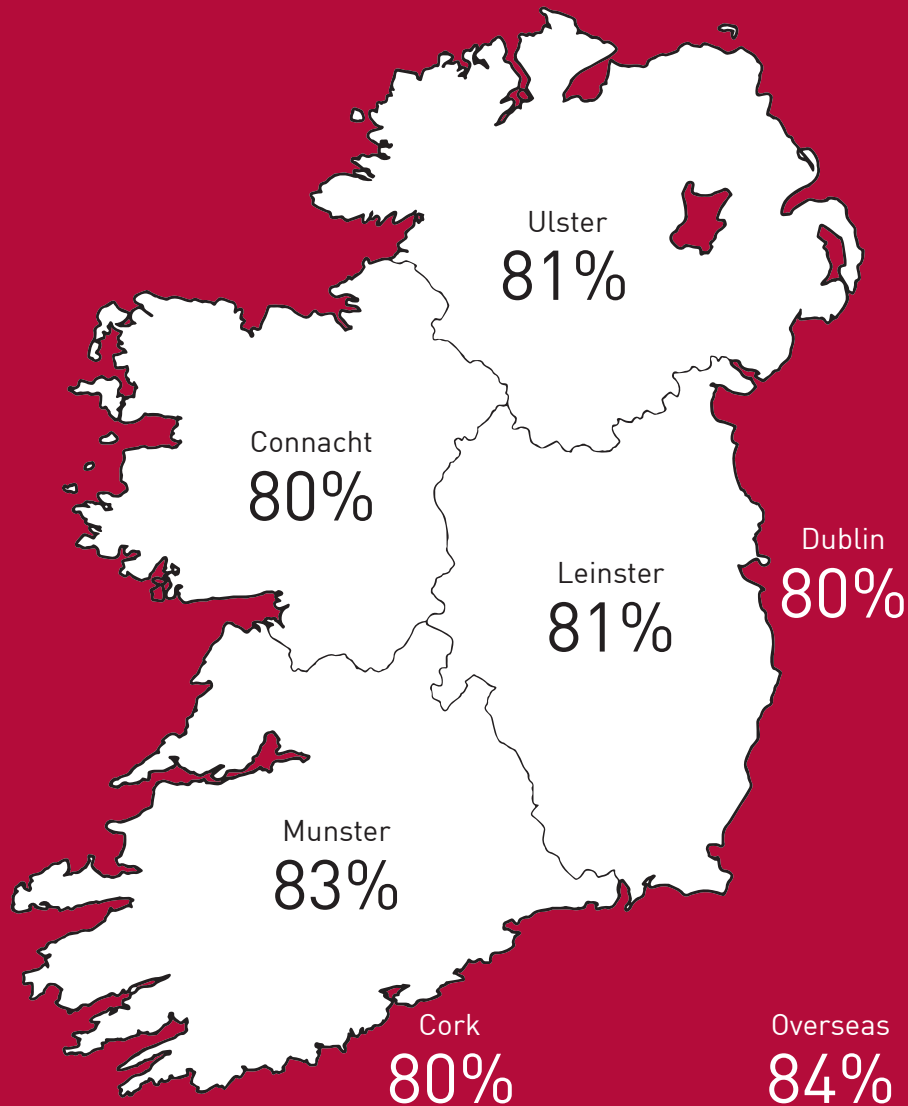 Ulster
81%
Connacht
80%
Dublin
80%
Leinster
81%
Munster
83%
Cork
80%
Overseas
84%